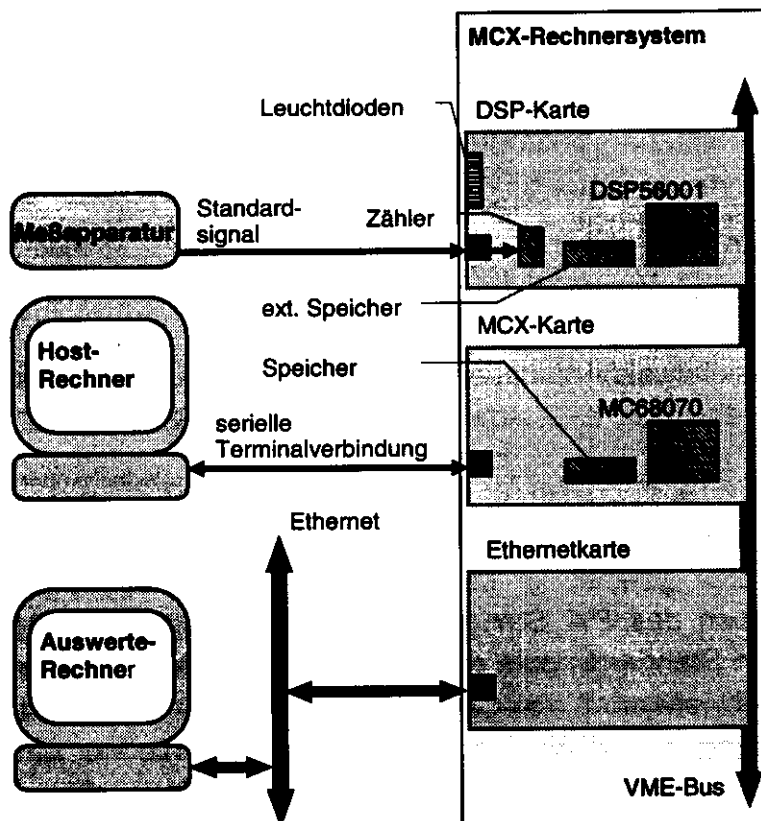 MCX-Rechnersystem
Leuchtdioden
DSP-Karte
DSP56001
Meßapparatur
Standard-
signal
Zähler
ext. Speicher
MCX-Karte
Host-
Rechner
Speicher
MC68070
serielle
Terminalverbindung
Ethernet
Ethernetkarte
Auswerte-
Rechner
VME-Bus